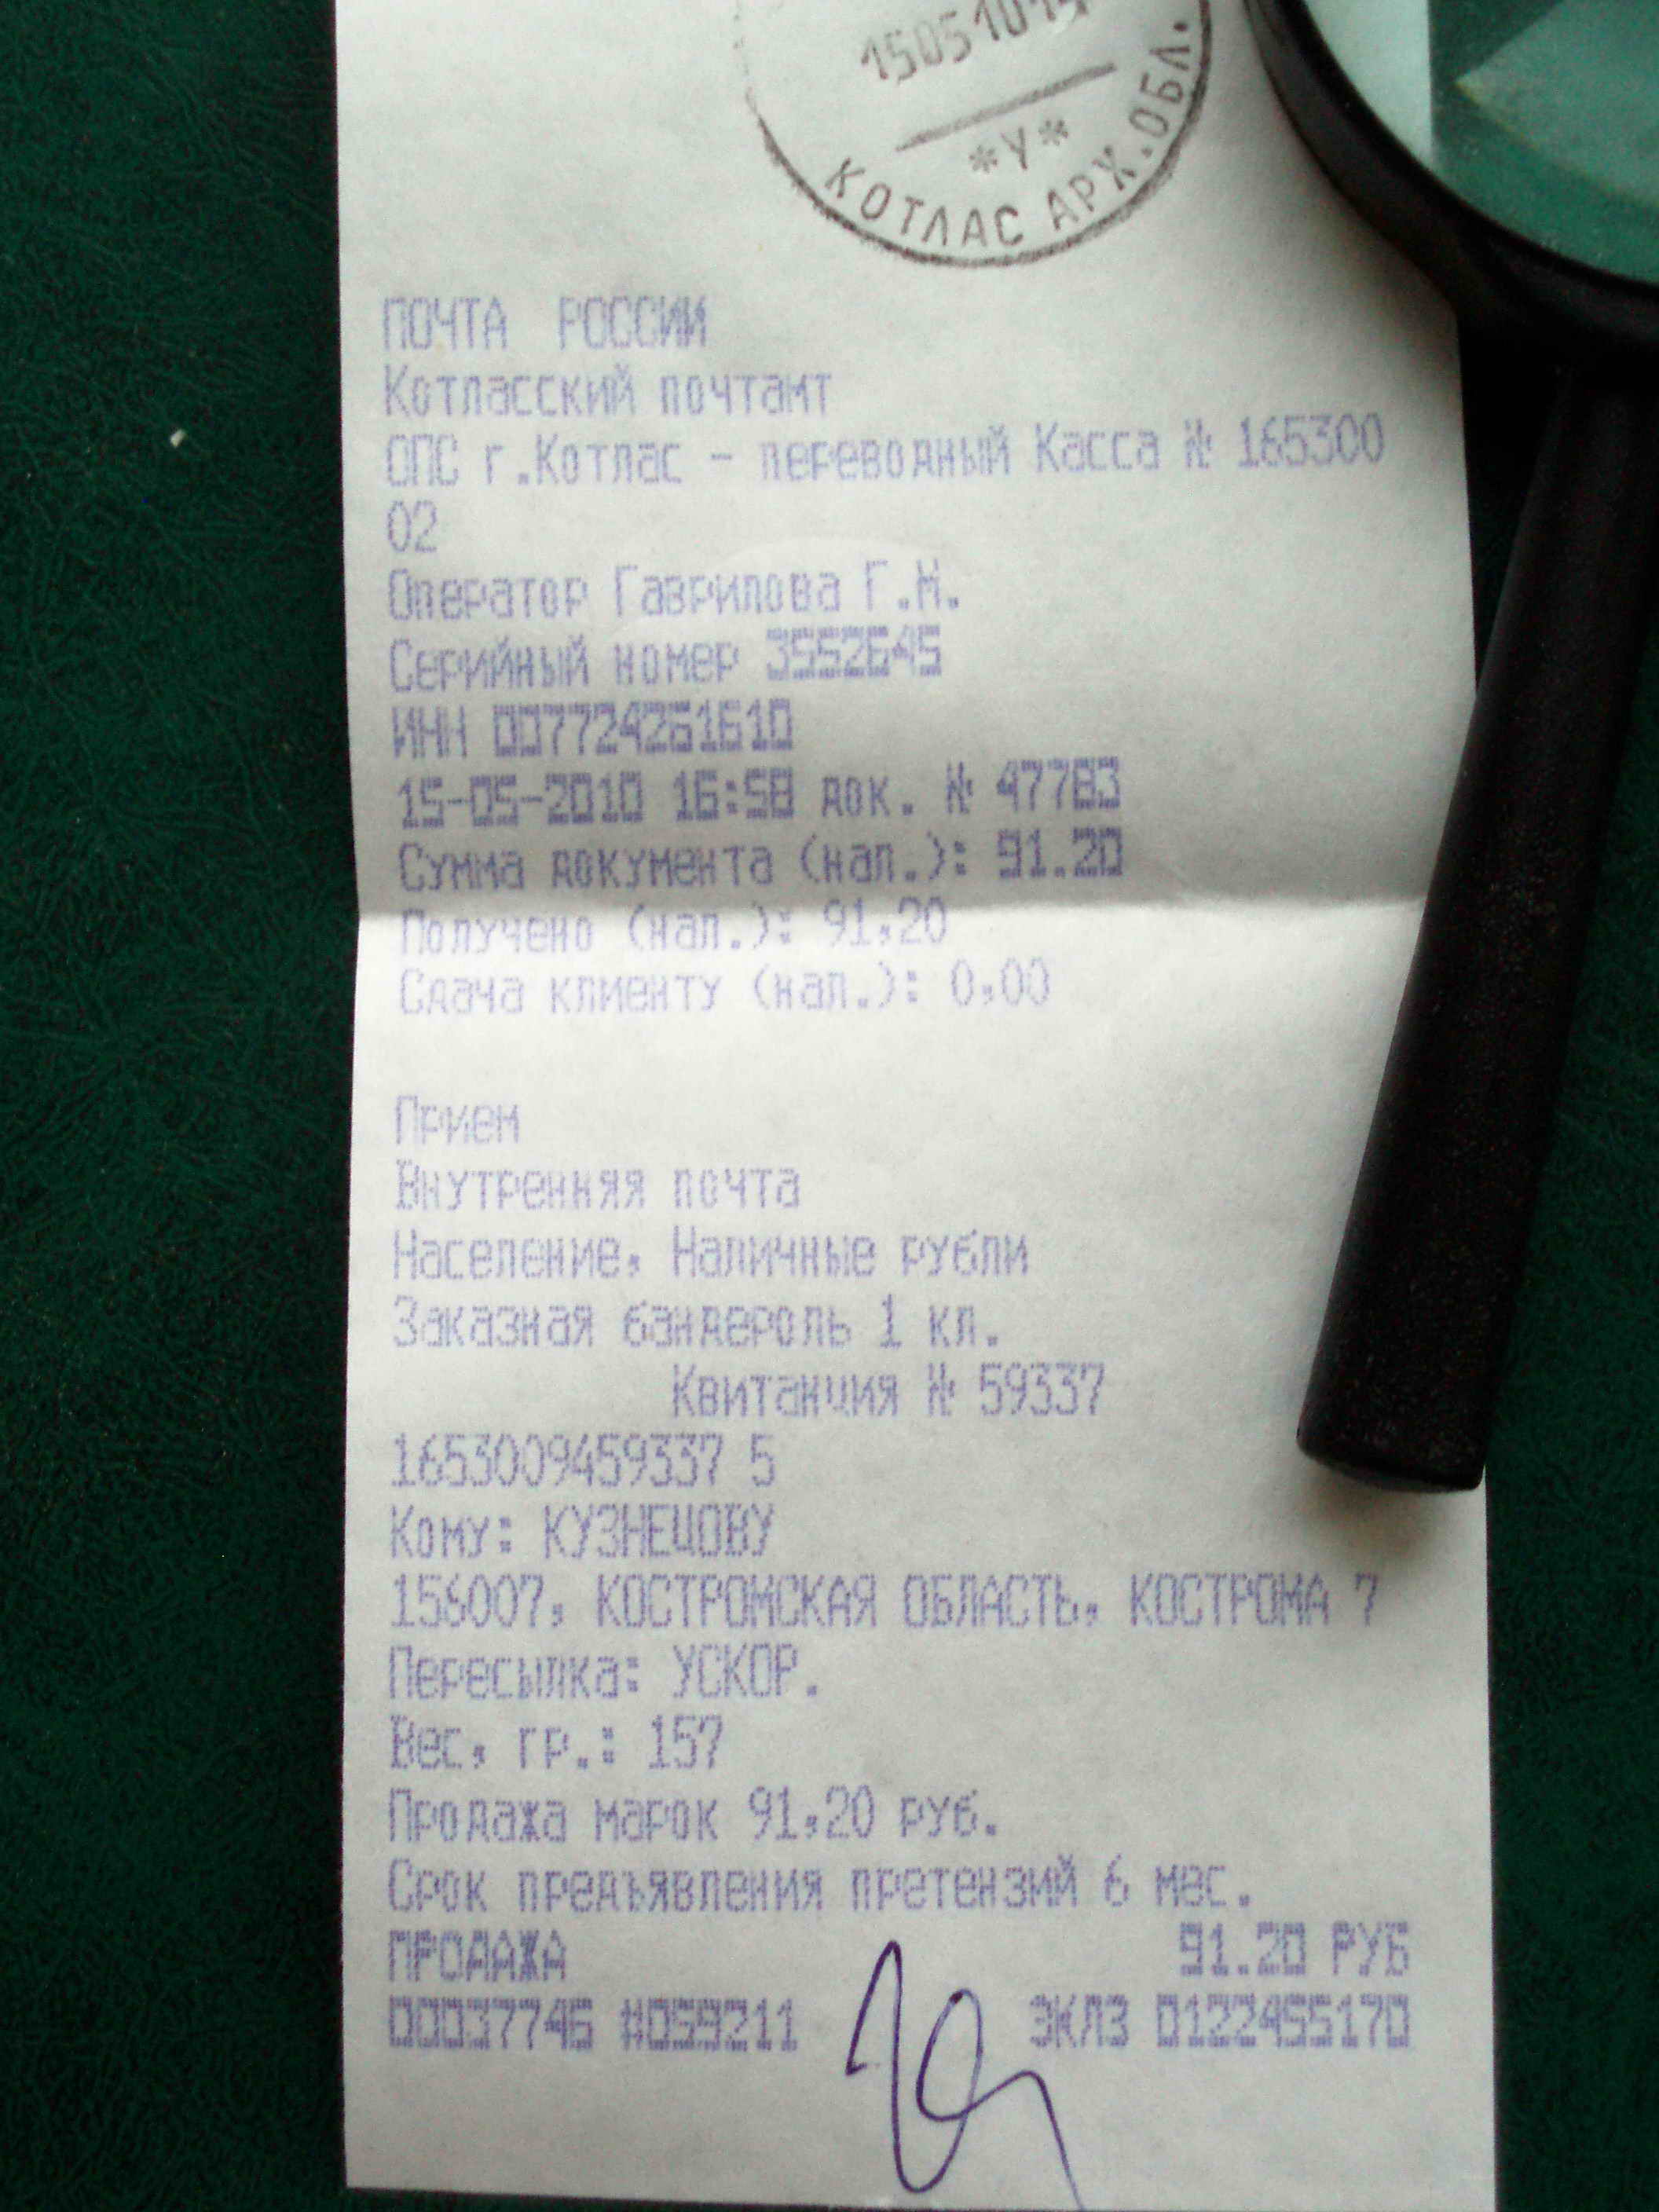 150510
*У*
КОТЛАС АРХ.ОБЛ.
ПОЧТА РОССИИ
Котласский почтамт
ОПС г.Котлас - переводный Касса № 165300
02
Оператор Гаврилова Г.Н.
Серийный номер 3552645
ИНН 007724261610
15-05-2010 16:58 док. № 47783
Сумма документа (нал.): 91.20
Получено (нал.): 91,20
Сдача клиенту (нал.): 0,00
Прием
Внутренняя почта
Население, Наличные рубли
Заказная бандероль 1 кл.
Квитанция № 59337
1653009459337 5
Кому: КУЗНЕЦОВУ
156007, КОСТРОМСКАЯ ОБЛАСТЬ, КОСТРОМА 7
Пересылка: УСКОР.
Вес, гр.: 157
Продажа марок 91,20 руб.
Срок предъявления претензий 6 мес.
ПРОДАЖА 91.20 РУБ
00037746 #059211 ЭКЛЗ 0122455170